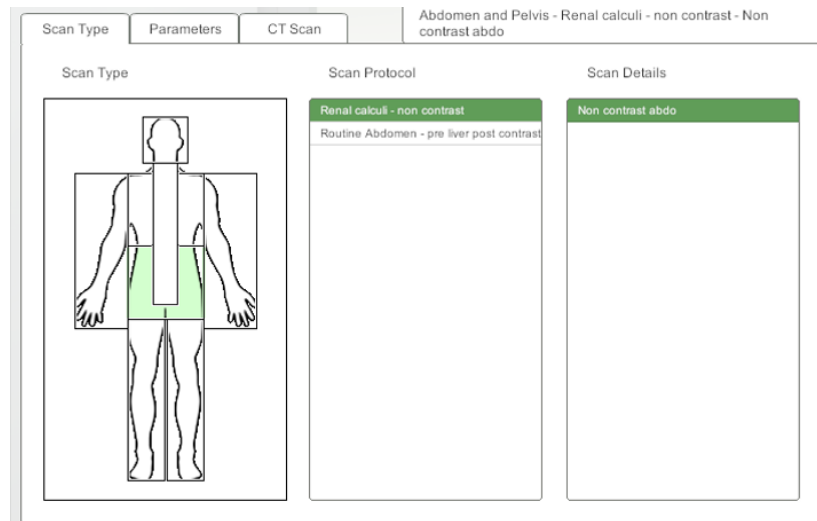 Scan Type
Parameters
CT Scan
Abdomen and Pelvis - Renal calculi - non contrast - Non
contrast abdo
Scan Type
Scan Protocol
Scan Details
Renal calculi - non contrast
Routine Abdomen - pre liver post contrast
Non contrast abdo